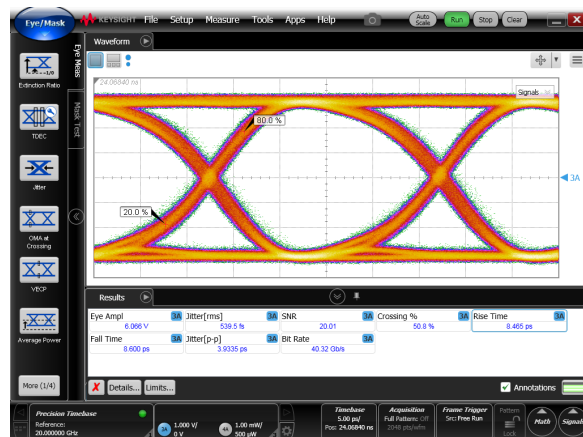 Eye/Mask
KEYSIGHT File Setup Measure Tools Apps Help
Auto Scale
Run Stop Clear
Eye Meas
Mask Test
Waveform
Extinction Ratio
TDEC
Jitter
OMA at Crossing
VECP
Average Power
More (1/4)
24.06840 ns
Signals
80.0 %
20.0 %
3A
Results
Eye Ampl 3A Jitter[rms] 3A SNR 3A Crossing % 3A Rise Time 3A
6.066 V 539.5 fs 20.01 50.8 % 8.465 ps
Fall Time 3A Jitter[p-p] 3A Bit Rate 3A
8.600 ps 3.9335 ps 40.32 Gb/s
Details... Limits...
Annotations
Precision Timebase
Reference:
20.000000 GHz
3A 1.000 V/
0 V
4A 1.00 mW/
500 µW
Timebase
5.00 ps/
Pos: 24.06840 ns
Acquisition
Full Pattern: Off
2048 pts/wfm
Frame Trigger
Src: Free Run
Pattern
Lock
Math
Signals